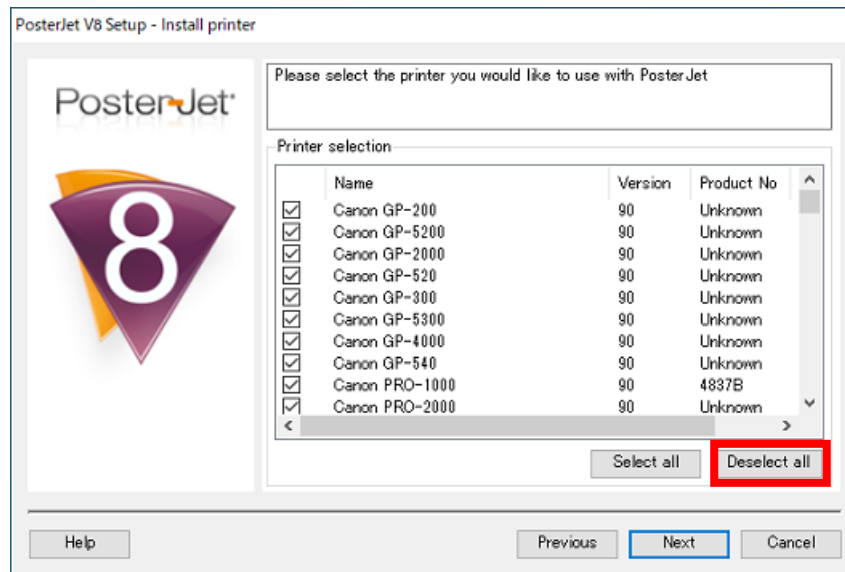 PosterJet V8 Setup - Install printer
PosterJet
8
Please select the printer you would like to use with PosterJet
Printer selection
Name Version Product No
Canon GP-200 90 Unknown
Canon GP-5200 90 Unknown
Canon GP-2000 90 Unknown
Canon GP-520 90 Unknown
Canon GP-300 90 Unknown
Canon GP-5300 90 Unknown
Canon GP-4000 90 Unknown
Canon GP-540 90 Unknown
Canon PRO-1000 90 4837B
Canon PRO-2000 90 Unknown
Select all Deselect all
Help Previous Next Cancel